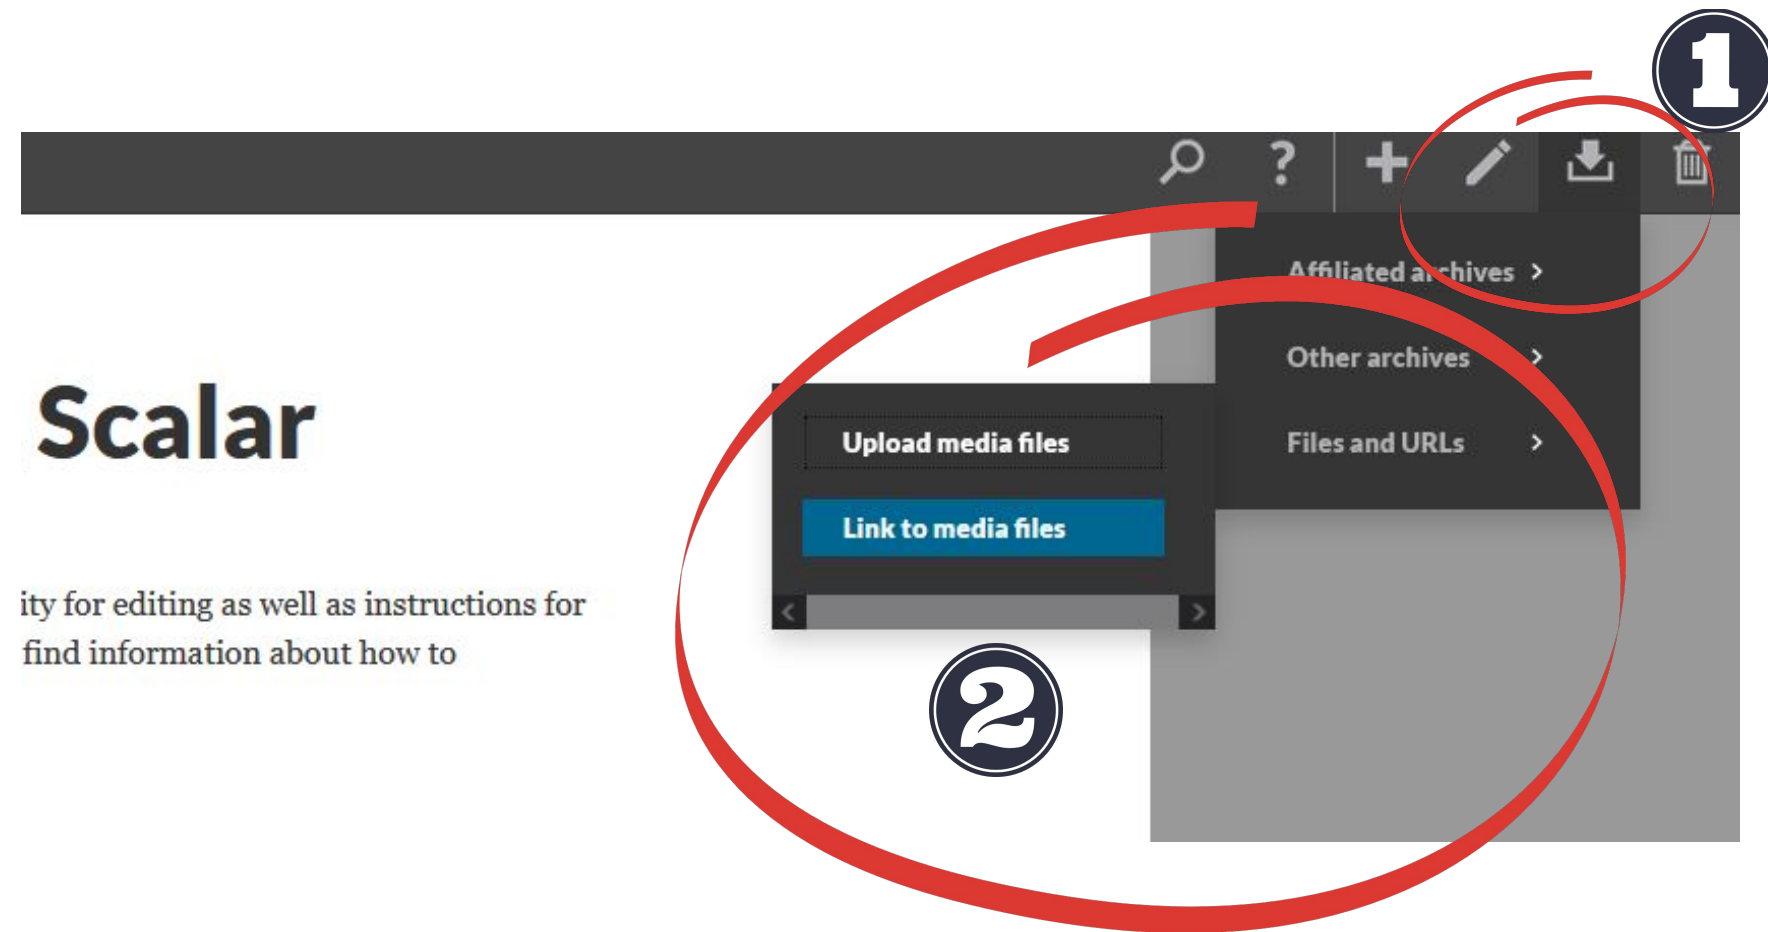 1
?
Affiliated archives
Other archives
Scalar
Upload media files
Files and URLs
Link to media files
ity for editing as well as instructions for
find information about how to
2